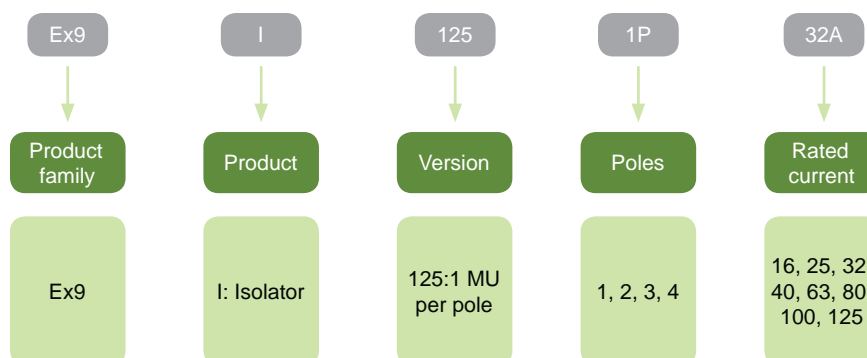 Ex9
I
125
1P
32A
Product
family
Product
Version
Poles
Rated
current
Ex9
I: Isolator
125:1 MU
per pole
1, 2, 3, 4
16, 25, 32
40, 63, 80
100, 125